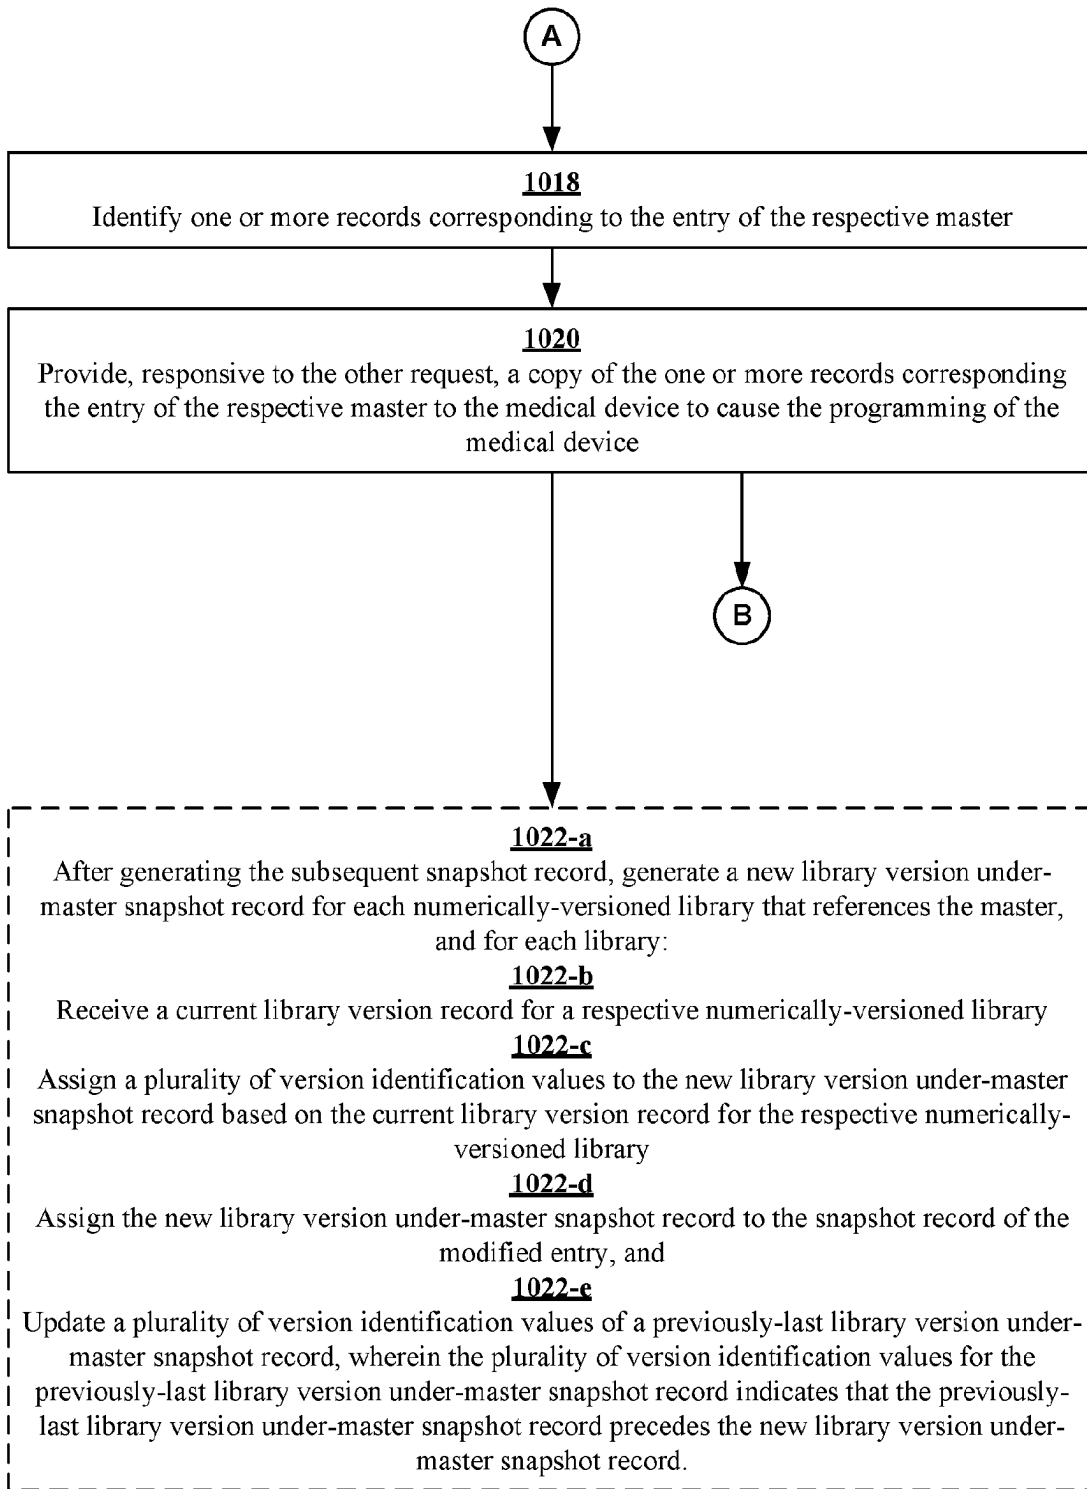 A
1018
Identify one or more records corresponding to the entry of the respective master
1020
Provide, responsive to the other request, a copy of the one or more records corresponding
the entry of the respective master to the medical device to cause the programming of the
medical device
B
1022-a
After generating the subsequent snapshot record, generate a new library version under-
master snapshot record for each numerically-versioned library that references the master,
and for each library:
1022-b
Receive a current library version record for a respective numerically-versioned library
1022-c
Assign a plurality of version identification values to the new library version under-master
snapshot record based on the current library version record for the respective numerically-
versioned library
1022-d
Assign the new library version under-master snapshot record to the snapshot record of the
modified entry, and
1022-e
Update a plurality of version identification values of a previously-last library version under-
master snapshot record, wherein the plurality of version identification values for the
previously-last library version under-master snapshot record indicates that the previously-
last library version under-master snapshot record precedes the new library version under-
master snapshot record.